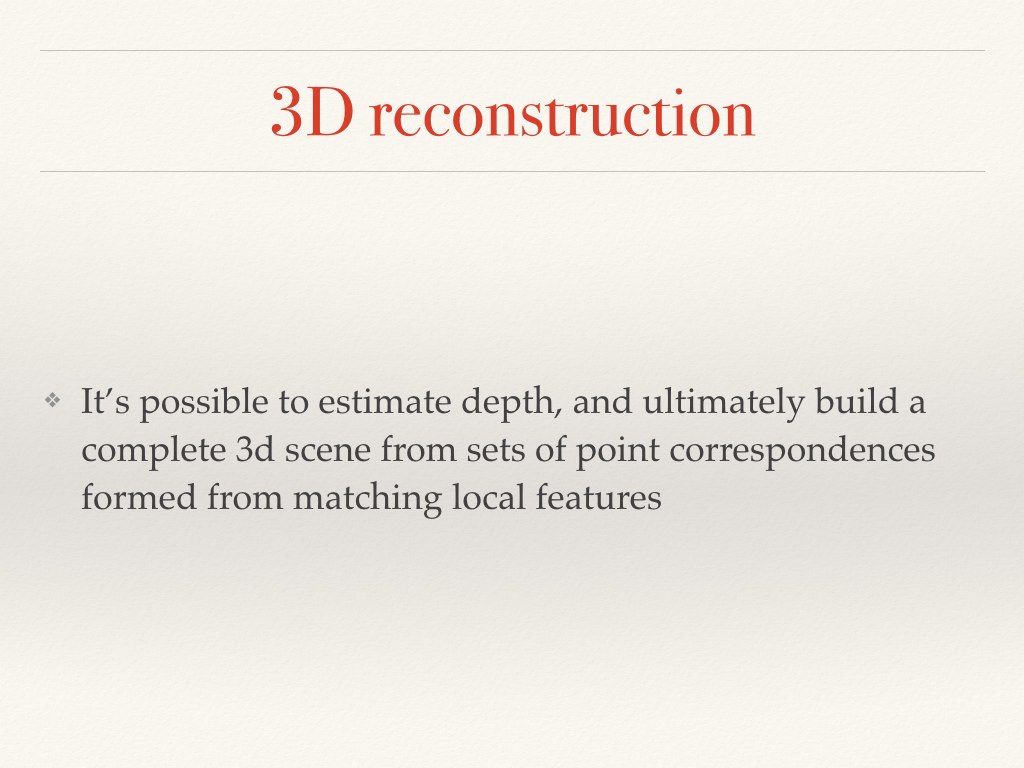 3D reconstruction
It’s possible to estimate depth, and ultimately build a
complete 3d scene from sets of point correspondences
formed from matching local features